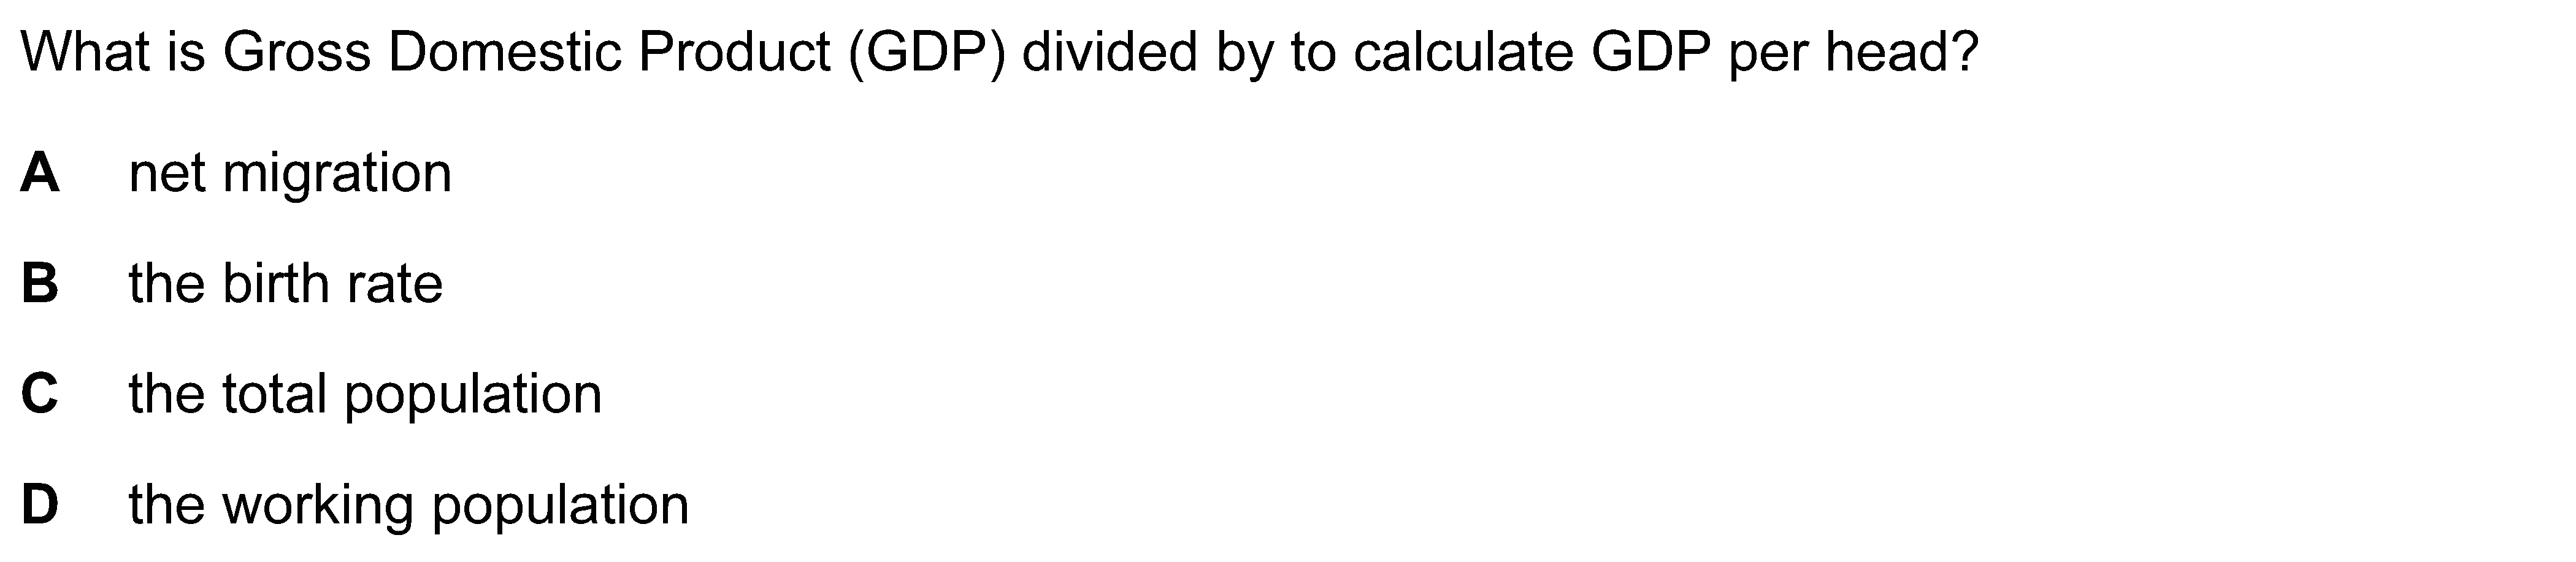 What is Gross Domestic Product (GDP) divided by to calculate GDP per head?
A net migration
B the birth rate
C the total population
D the working population